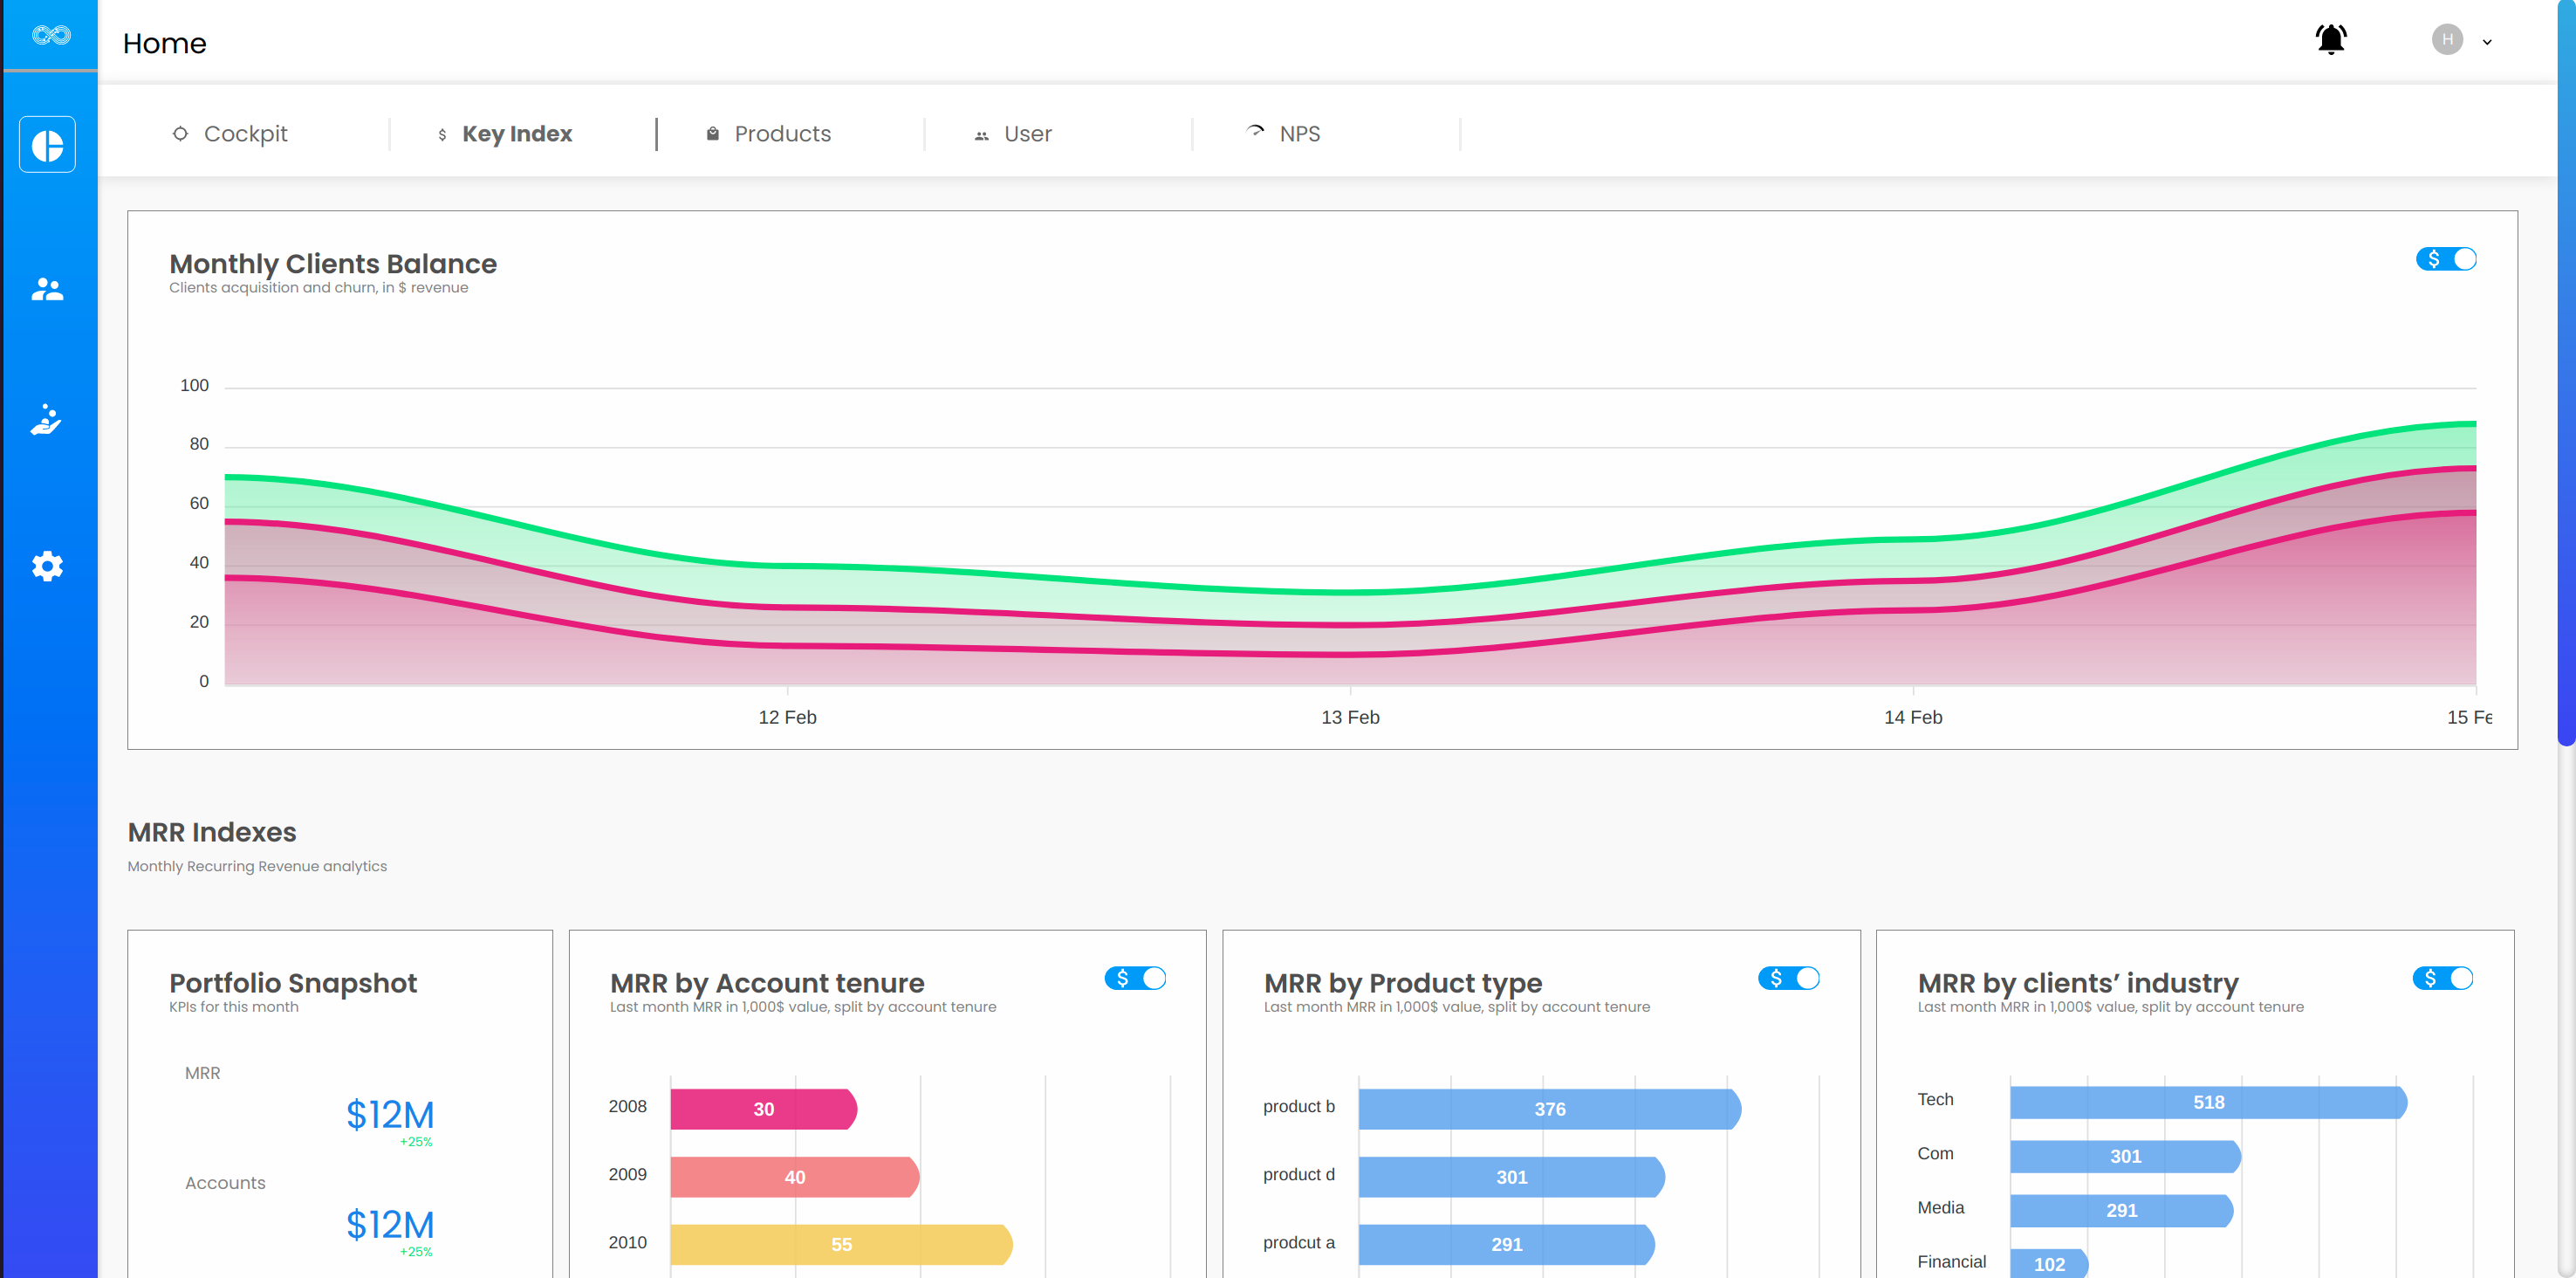 Home
H
Cockpit
$ Key Index
Products
User
NPS
Monthly Clients Balance
$
Clients acquisition and churn, in $ revenue
100
80
60
40
20
0
12 Feb
13 Feb
14 Feb
15 Fe
MRR Indexes
Monthly Recurring Revenue analytics
Portfolio Snapshot
KPIs for this month
MRR
$12M
+25%
Accounts
$12M
+25%
MRR by Account tenure
$
Last month MRR in 1,000$ value, split by account tenure
2008
30
2009
40
2010
55
MRR by Product type
$
Last month MRR in 1,000$ value, split by account tenure
product b
376
product d
301
prodcut a
291
MRR by clients’ industry
$
Last month MRR in 1,000$ value, split by account tenure
Tech
518
Com
301
Media
291
Financial
102